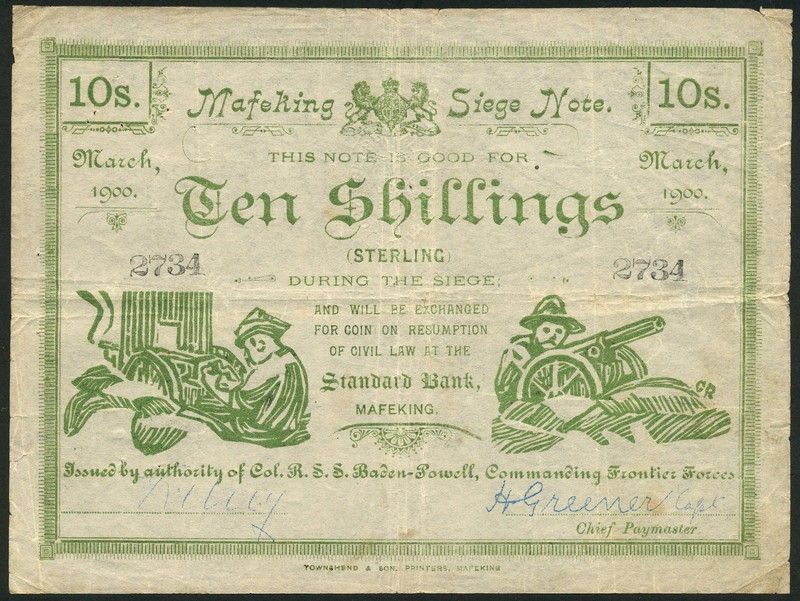 10s. Mafeking Siege Note. 10s.
March, 1900.
THIS NOTE IS GOOD FOR
March, 1900.
Ten Shillings
(STERLING)
2734
2734
DURING THE SIEGE;
AND WILL BE EXCHANGED
FOR COIN ON RESUMPTION
OF CIVIL LAW AT THE
Standard Bank,
MAFEKING.
CR
Issued by authority of Col. R. S. S. Baden-Powell, Commanding Frontier Forces
H Greener Capt
Chief Paymaster.
TOWNSHEND & SON, PRINTERS, MAFEKING